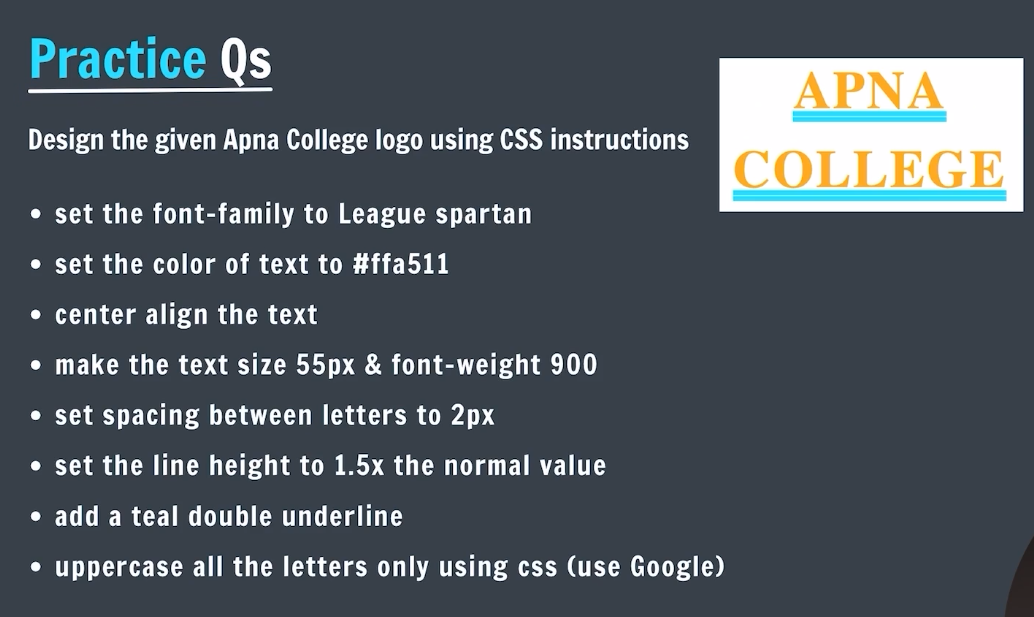 Practice Qs
APNA
COLLEGE
Design the given Apna College logo using CSS instructions
• set the font-family to League spartan
• set the color of text to #ffa511
• center align the text
• make the text size 55px & font-weight 900
• set spacing between letters to 2px
• set the line height to 1.5x the normal value
• add a teal double underline
• uppercase all the letters only using css (use Google)